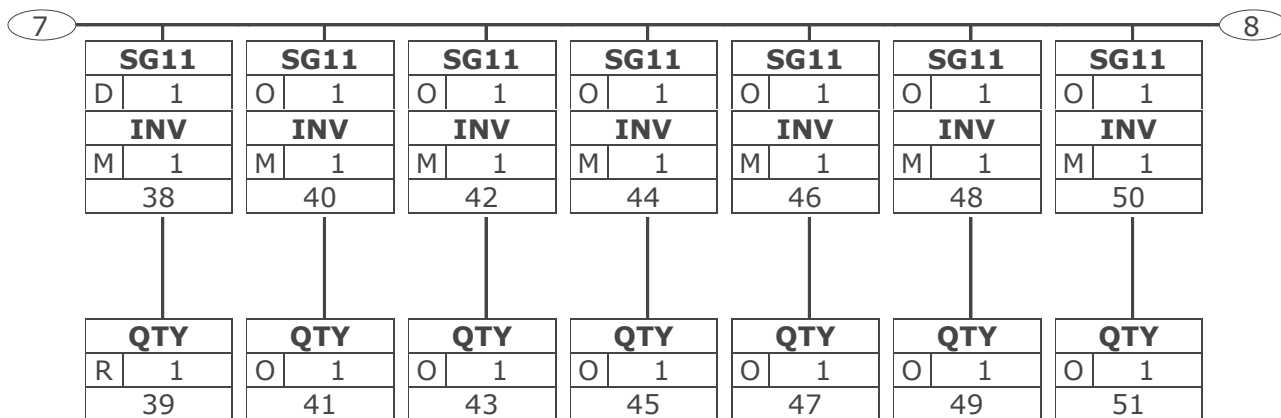 7 8
SG11 SG11 SG11 SG11 SG11 SG11 SG11
D 1 O 1 O 1 O 1 O 1 O 1 O 1
INV INV INV INV INV INV INV
M 1 M 1 M 1 M 1 M 1 M 1 M 1
38 40 42 44 46 48 50
QTY QTY QTY QTY QTY QTY QTY
R 1 O 1 O 1 O 1 O 1 O 1 O 1
39 41 43 45 47 49 51